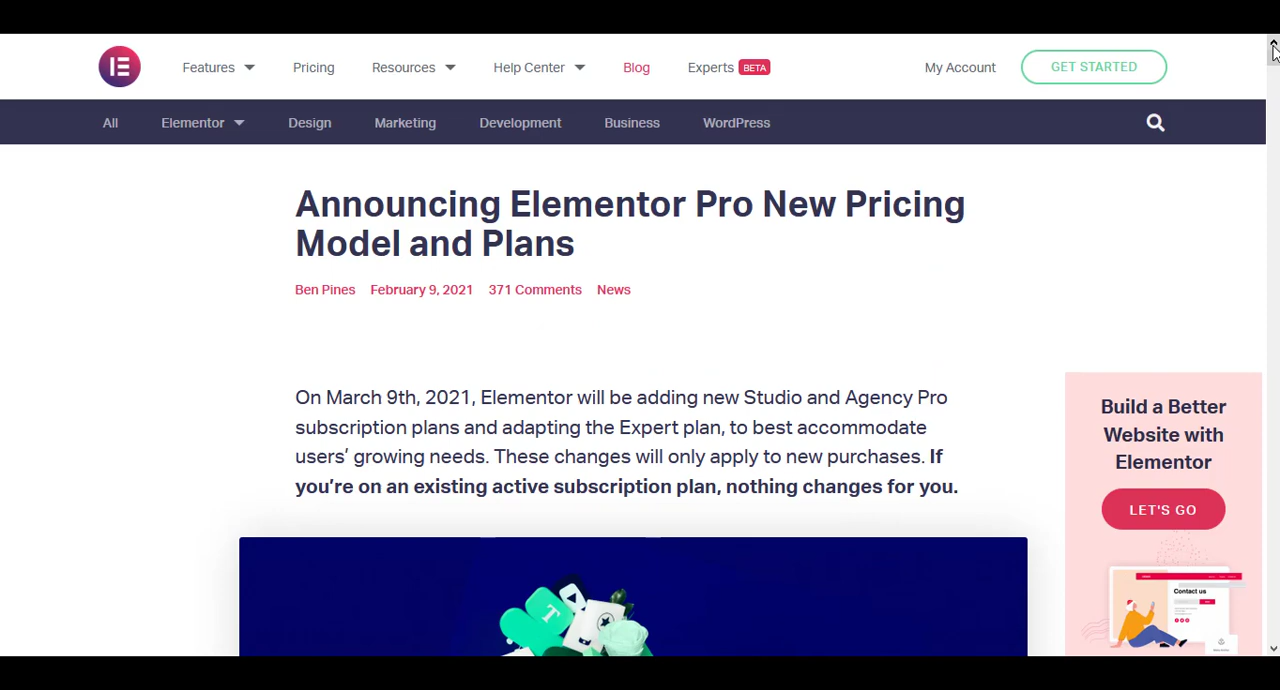 Features Pricing Resources Help Center Blog Experts BETA My Account GET STARTED
All Elementor Design Marketing Development Business WordPress
Announcing Elementor Pro New Pricing
Model and Plans
Ben Pines February 9, 2021 371 Comments News
On March 9th, 2021, Elementor will be adding new Studio and Agency Pro
subscription plans and adapting the Expert plan, to best accommodate
users’ growing needs. These changes will only apply to new purchases. If
you’re on an existing active subscription plan, nothing changes for you.
Build a Better
Website with
Elementor
LET'S GO
Contact us
T